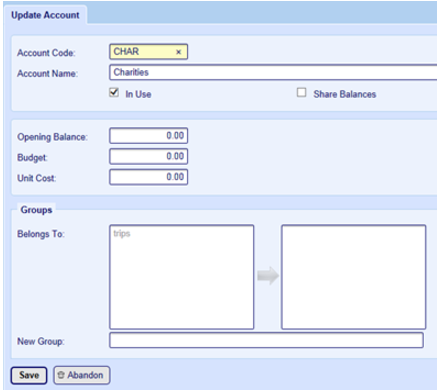 Update Account
Account Code: CHAR ×
Account Name: Charities
In Use Share Balances
Opening Balance: 0.00
Budget: 0.00
Unit Cost: 0.00
Groups
Belongs To: trips
New Group:
Save Abandon